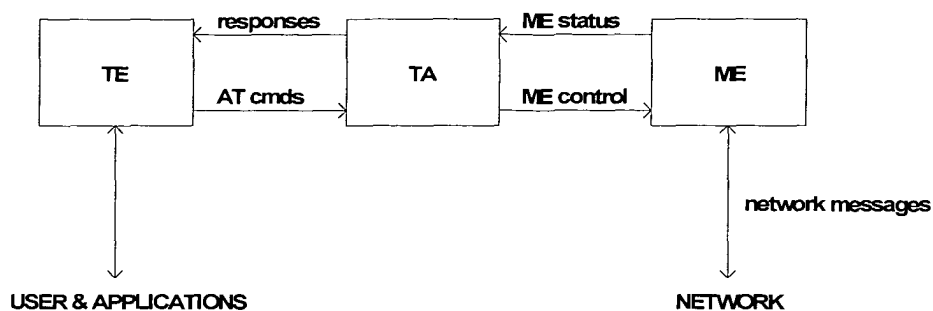 responses
ME status
TE
TA
ME
AT cmds
ME control
network messages
USER & APPLICATIONS
NETWORK